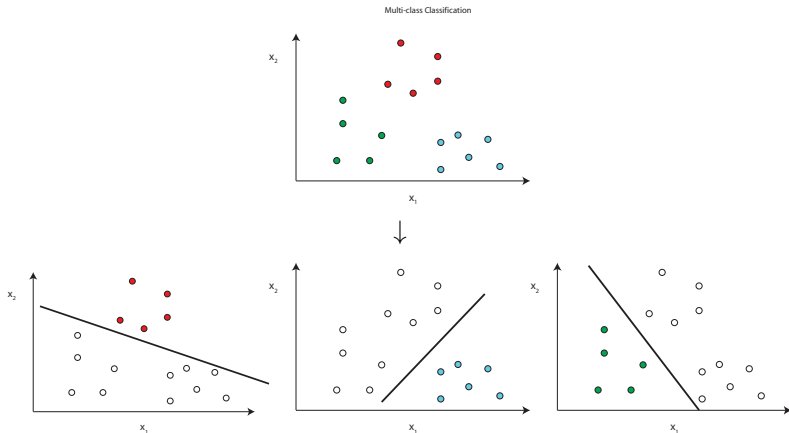 Multi-class Classification
x₂
x₁
x₂
x₁
x₂
x₁
x₂
x₁